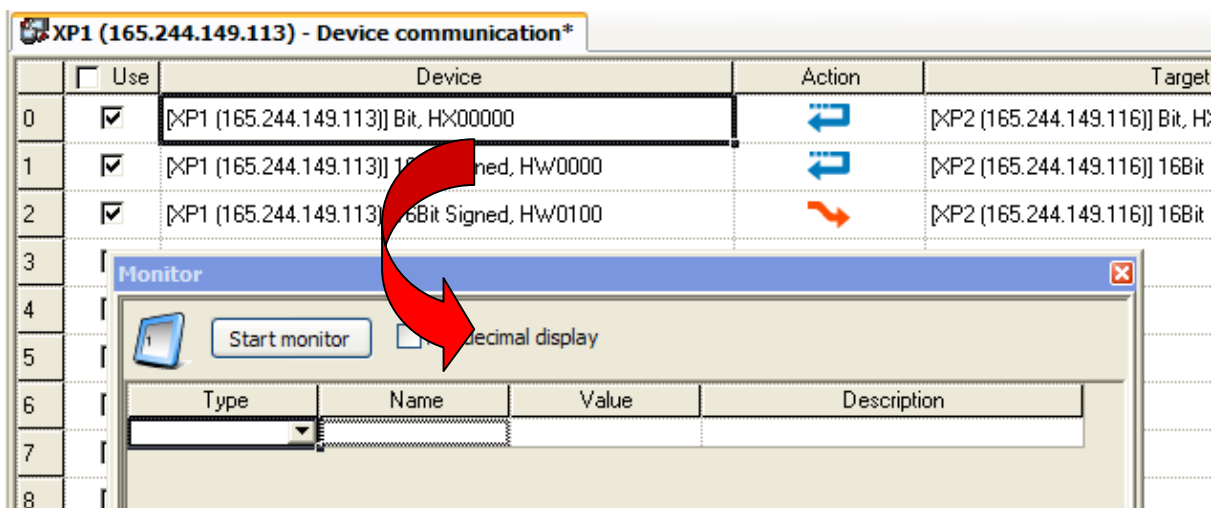 XP1 (165.244.149.113) - Device communication*
Use Device Action Target
0 [XP1 (165.244.149.113)] Bit, HX00000 [XP2 (165.244.149.116)] Bit,
1 [XP1 (165.244.149.113)] HW0000 [XP2 (165.244.149.116)] 16Bit
2 [XP1 (165.244.149.113) 16Bit Signed, HW0100 [XP2 (165.244.149.116)] 16Bit
3
Monitor
4
1 Start monitor decimal display
5
6 Type Name Value Description
7
8